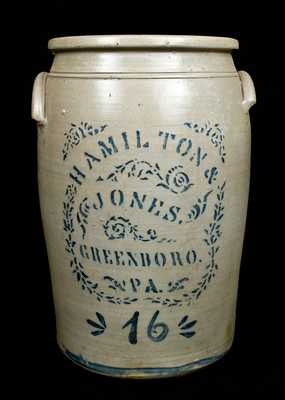 HAMILTON &
JONES.
GREENBORO.
PA.
16